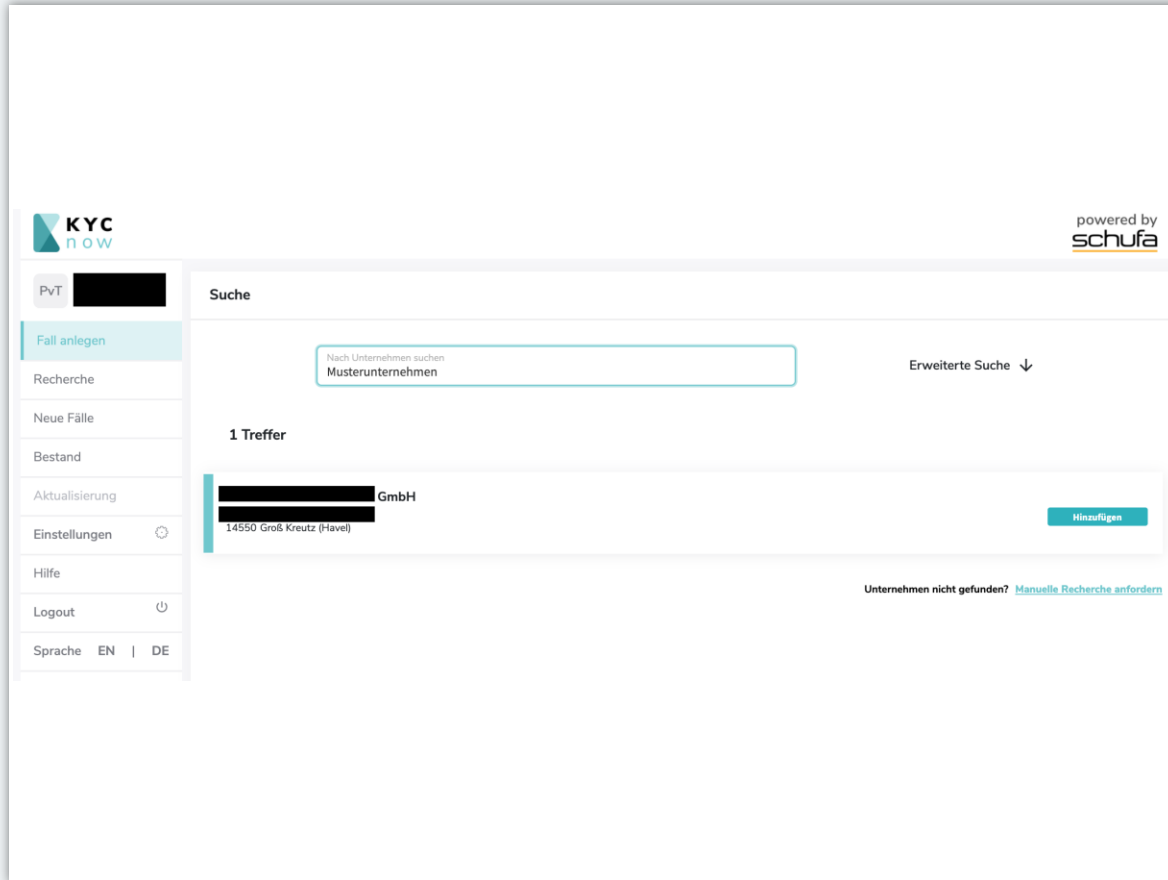 KYC
now
powered by
schufa
PvT
Fall anlegen
Recherche
Neue Fälle
Bestand
Aktualisierung
Einstellungen
Hilfe
Logout
Sprache EN | DE
Suche
Nach Unternehmen suchen
Musterunternehmen
Erweiterte Suche
1 Treffer
GmbH
14550 Groß Kreutz (Havel)
Hinzufügen
Unternehmen nicht gefunden? Manuelle Recherche anfordern